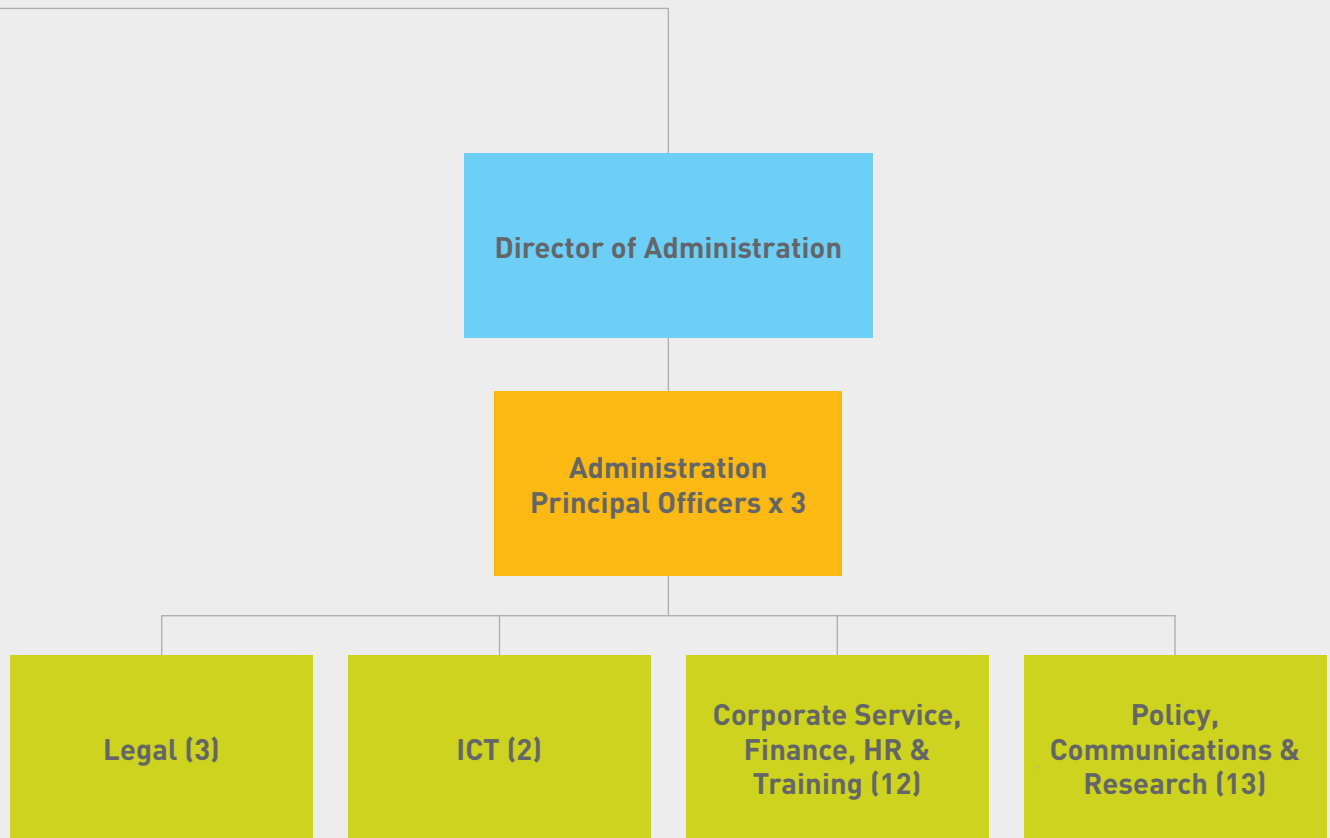 Director of Administration
Administration
Principal Officers x 3
Legal (3)
ICT (2)
Corporate Service,
Finance, HR &
Training (12)
Policy,
Communications &
Research (13)